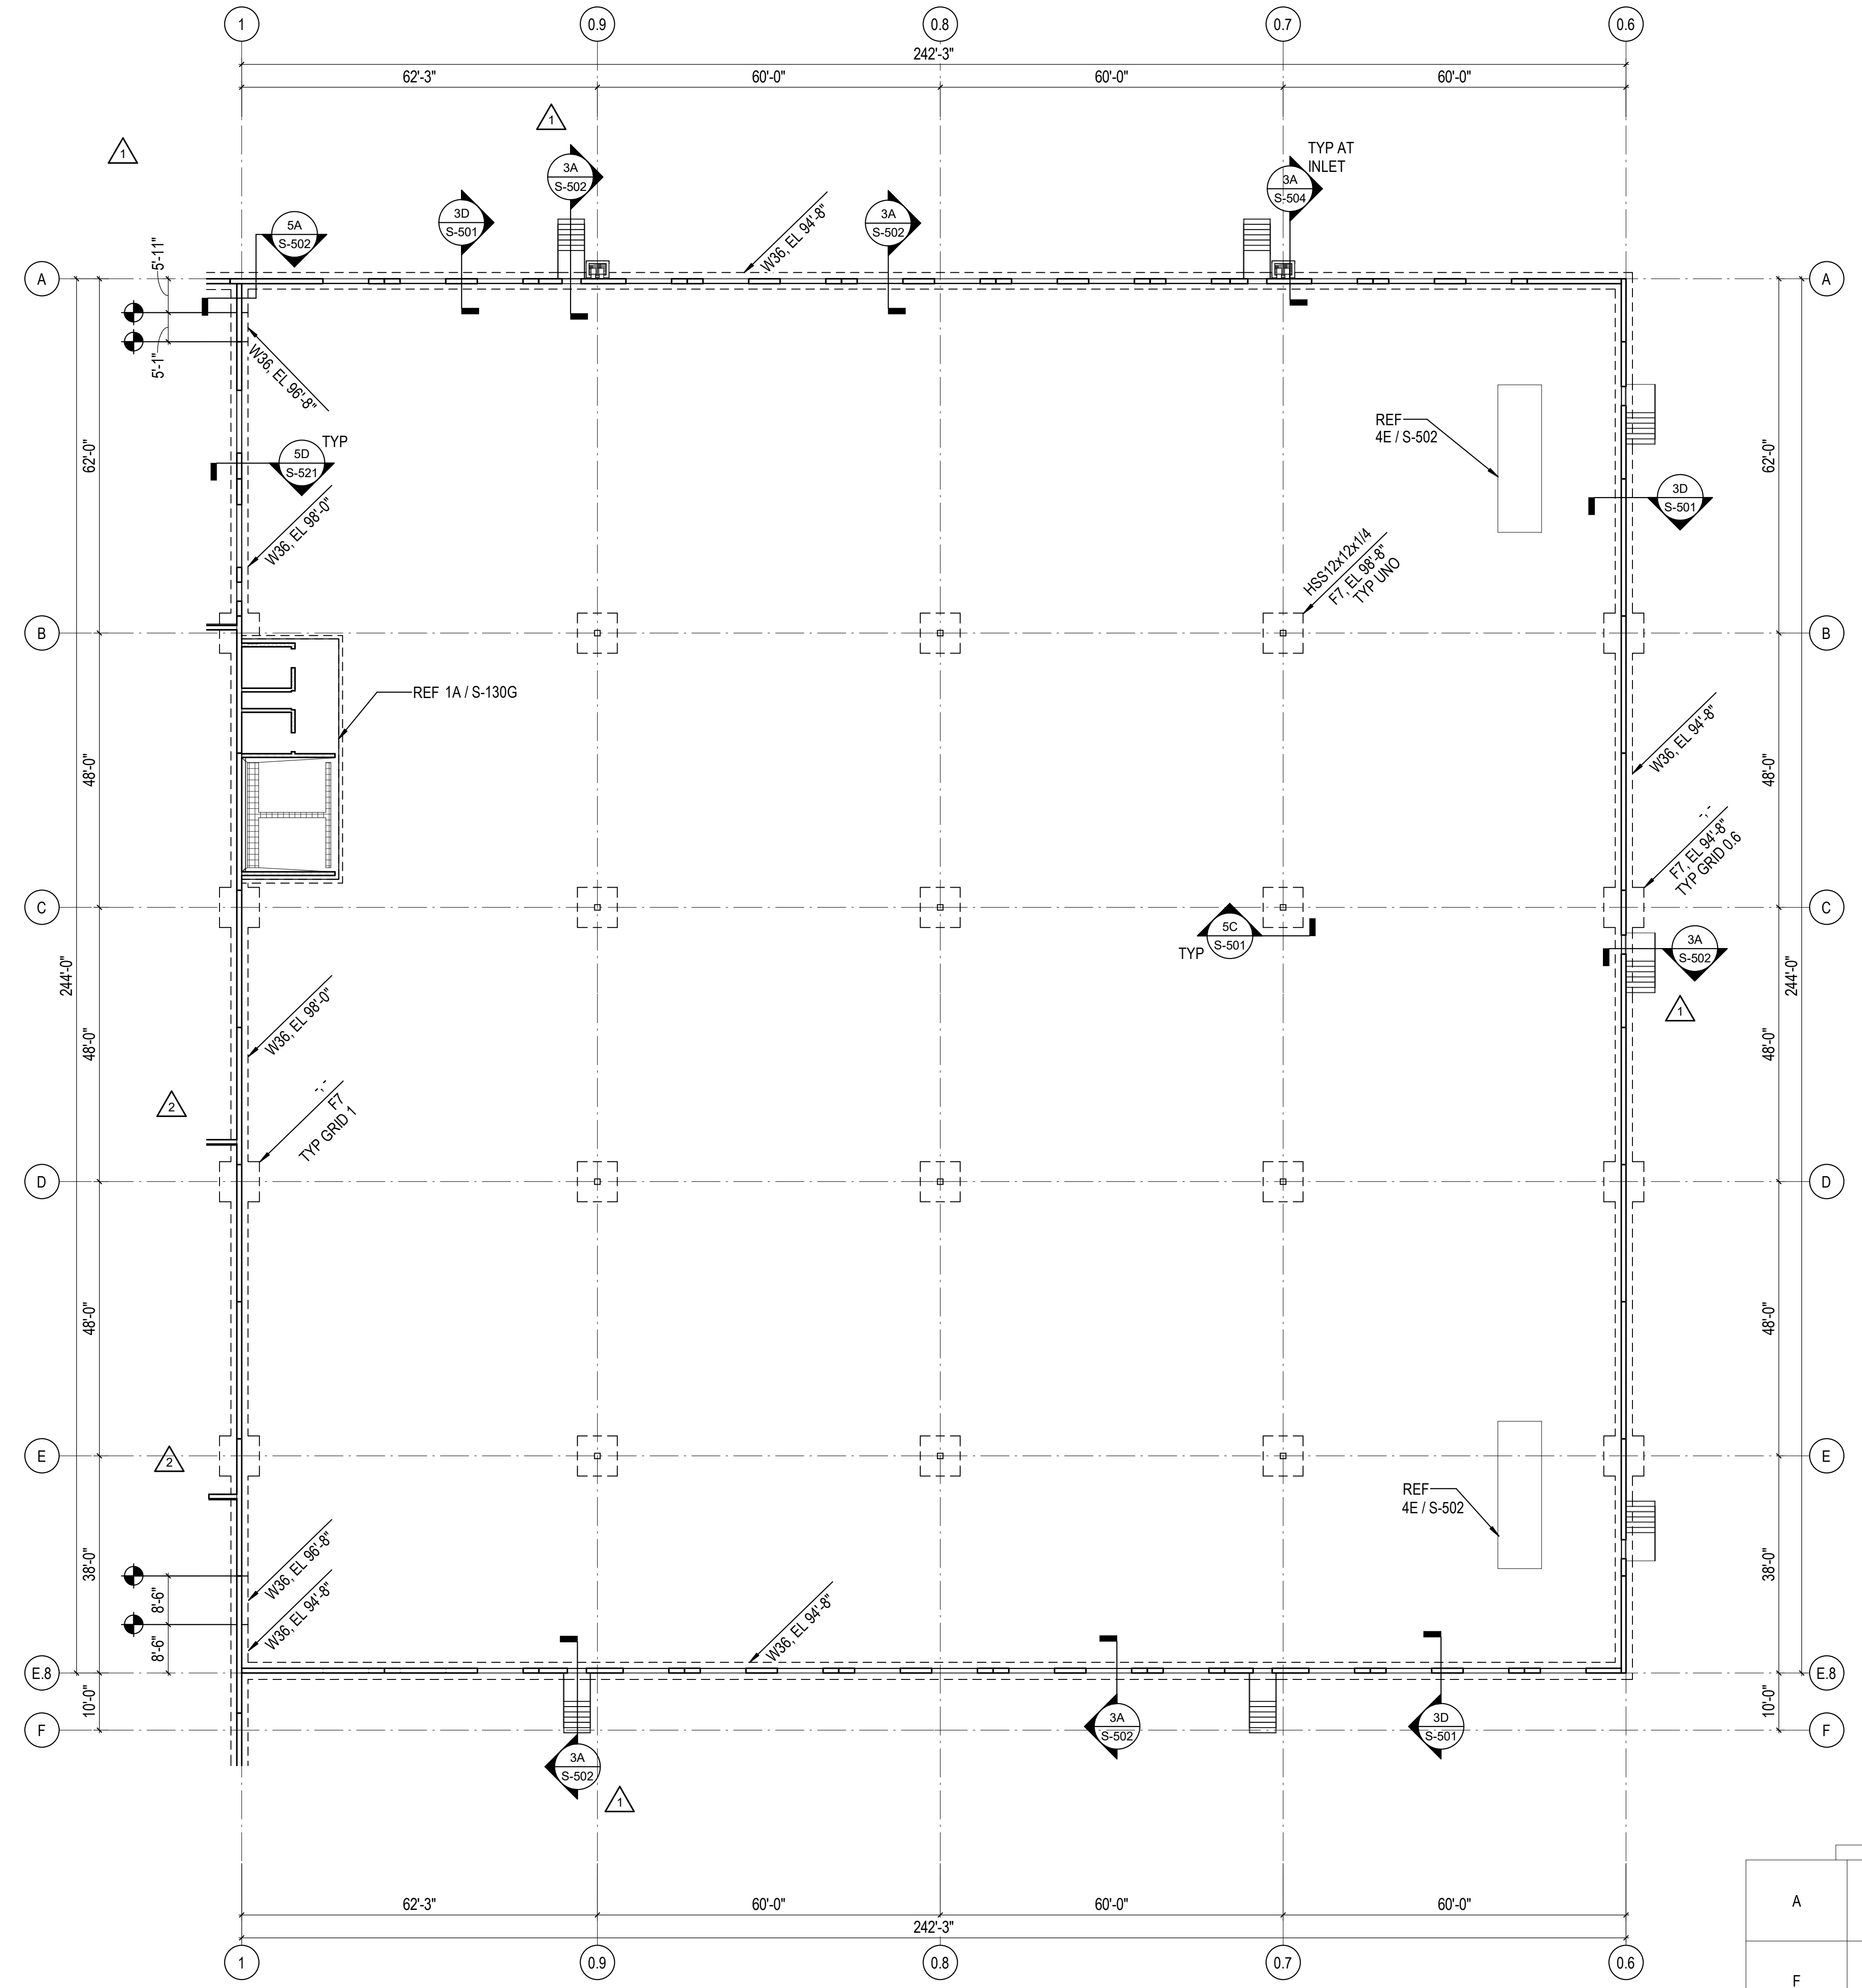 1
0.9
0.8
0.7
0.6
242'-3"
62'-3"
60'-0"
60'-0"
60'-0"
1
1
3A
S-502
TYP AT
INLET
3A
S-504
5A
S-502
3D
S-501
3A
S-502
W36, EL 94'-8"
A
A
5'-11"
5'-1"
W36, EL 96'-8"
62'-0"
62'-0"
5D
S-521
TYP
REF
4E / S-502
3D
S-501
W36, EL 98'-0"
HSS12x12x1/4
F7, EL 98'-8"
TYP UNO
B
B
REF 1A / S-130G
48'-0"
48'-0"
W36, EL 94'-8"
-, -
F7, EL 94'-8"
TYP GRID 0.6
C
C
5C
S-501
TYP
3A
S-502
244'-0"
244'-0"
1
W36, EL 98'-0"
48'-0"
48'-0"
2
-, -
F7
TYP GRID 1
D
D
48'-0"
48'-0"
E
E
2
REF
4E / S-502
38'-0"
38'-0"
W36, EL 96'-8"
8'-6"
W36, EL 94'-8"
8'-6"
W36, EL 94'-8"
E.8
E.8
10'-0"
10'-0"
F
F
3A
S-502
3A
S-502
3D
S-501
1
A
F
62'-3"
60'-0"
60'-0"
60'-0"
242'-3"
1
0.9
0.8
0.7
0.6